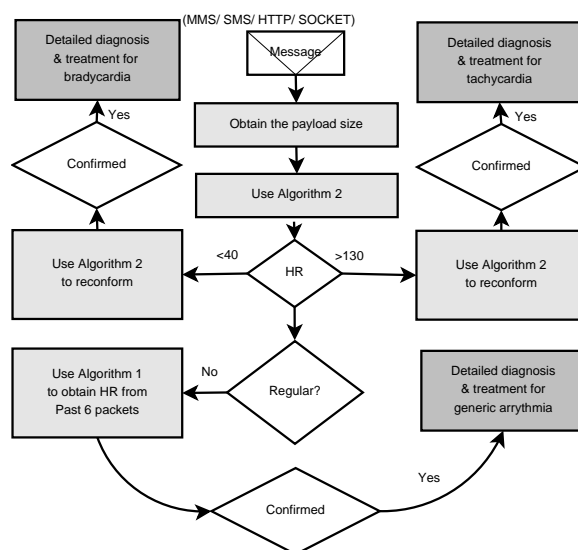 (MMS/ SMS/ HTTP/ SOCKET)
Message
Detailed diagnosis
& treatment for
bradycardia
Detailed diagnosis
& treatment for
tachycardia
Obtain the payload size
Yes
Yes
Confirmed
Confirmed
Use Algorithm 2
<40
HR
>130
Use Algorithm 2
to reconform
Use Algorithm 2
to reconform
Use Algorithm 1
to obtain HR from
Past 6 packets
No
Regular?
Detailed diagnosis
& treatment for
generic arrythmia
Yes
Confirmed